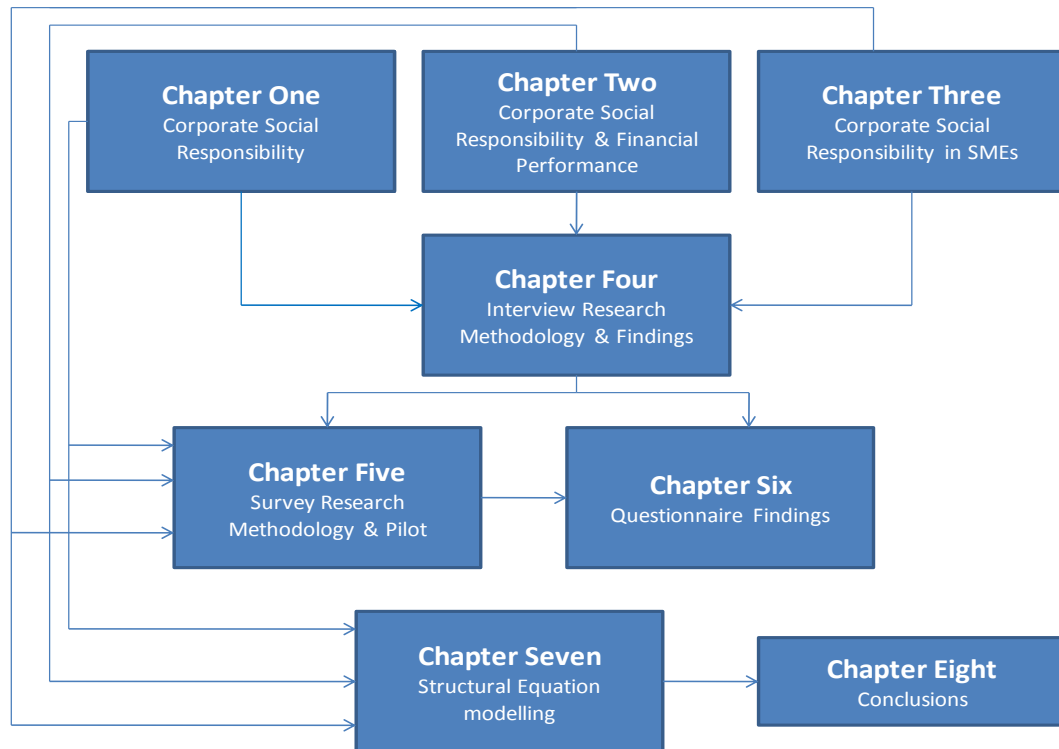 Chapter One
Corporate Social
Responsibility
Chapter Two
Corporate Social
Responsibility & Financial
Performance
Chapter Three
Corporate Social
Responsibility in SMEs
Chapter Four
Interview Research
Methodology & Findings
Chapter Five
Survey Research
Methodology & Pilot
Chapter Six
Questionnaire Findings
Chapter Seven
Structural Equation
modelling
Chapter Eight
Conclusions